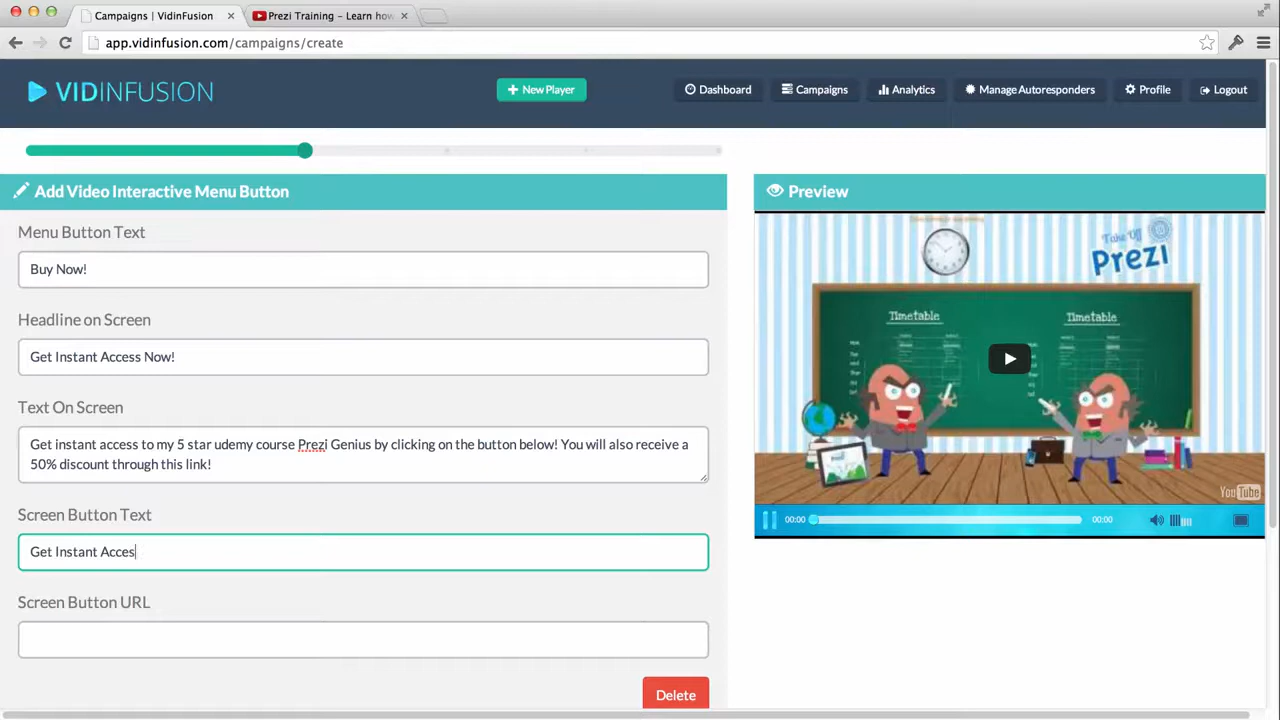 Campaigns | VidinFusion
Prezi Training - Learn how
app.vidinfusion.com/campaigns/create
VIDINFUSION
New Player
Dashboard
Campaigns
Analytics
Manage Autoresponders
Profile
Logout
Add Video Interactive Menu Button
Preview
Menu Button Text
Buy Now!
Headline on Screen
Get Instant Access Now!
Text On Screen
Get instant access to my 5 star udemy course Prezi Genius by clicking on the button below! You will also receive a
50% discount through this link!
Screen Button Text
Get Instant Acces
Screen Button URL
Delete
Take Off
Prezi
Timetable
Timetable
YouTube
00:00
00:00